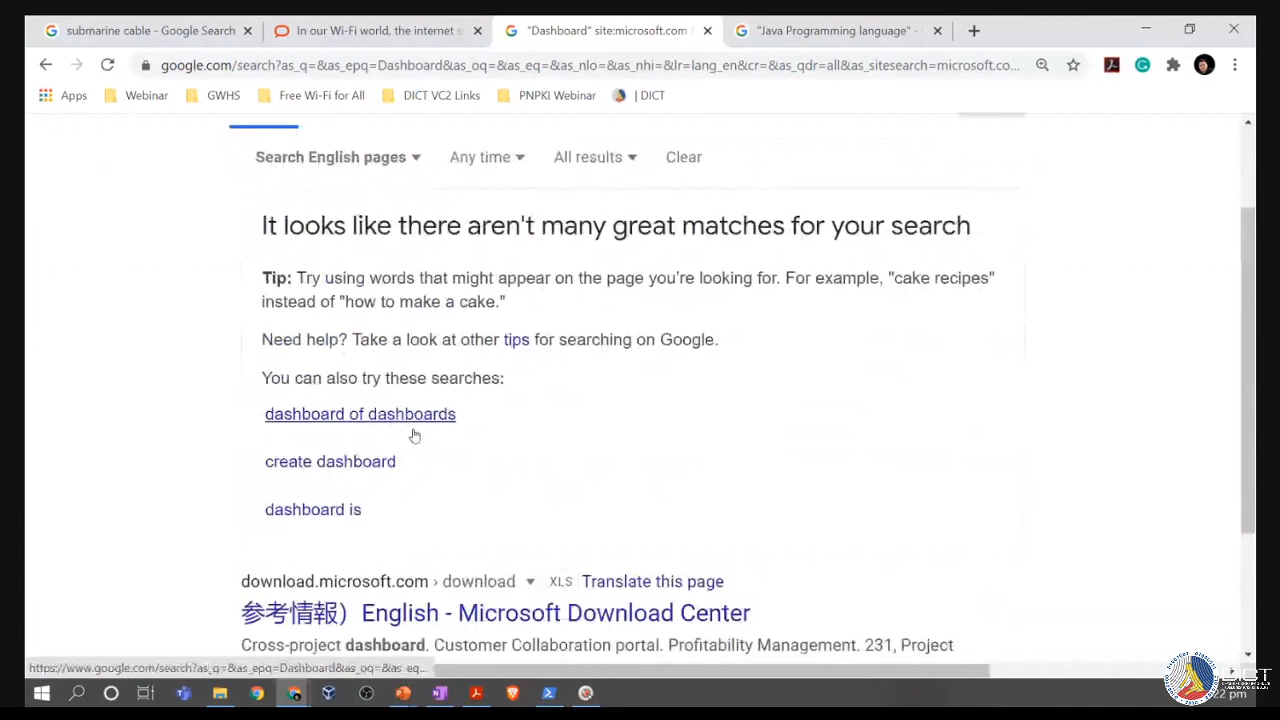 submarine cable - Google Search
In our Wi-Fi world, the internet s
"Dashboard" site:microsoft.com
"Java Programming language" -
google.com/search?as_q=&as_epq=Dashboard&as_oq=&as_eq=&as_nlo=&as_nhi=&lr=lang_en&cr=&as_qdr=all&as_sitesearch=microsoft.co...
Apps
Webinar
GWHS
Free Wi-Fi for All
DICT VC2 Links
PNPKI Webinar
| DICT
Search English pages
Any time
All results
Clear
It looks like there aren't many great matches for your search
Tip: Try using words that might appear on the page you're looking for. For example, "cake recipes"
instead of "how to make a cake."
Need help? Take a look at other tips for searching on Google.
You can also try these searches:
dashboard of dashboards
create dashboard
dashboard is
download.microsoft.com › download XLS Translate this page
参考情報）English - Microsoft Download Center
Cross-project dashboard. Customer Collaboration portal. Profitability Management. 231, Project
https://www.google.com/search?as_q=&as_epq=Dashboard&as_oq=&as_eq...
DICT
22 pm